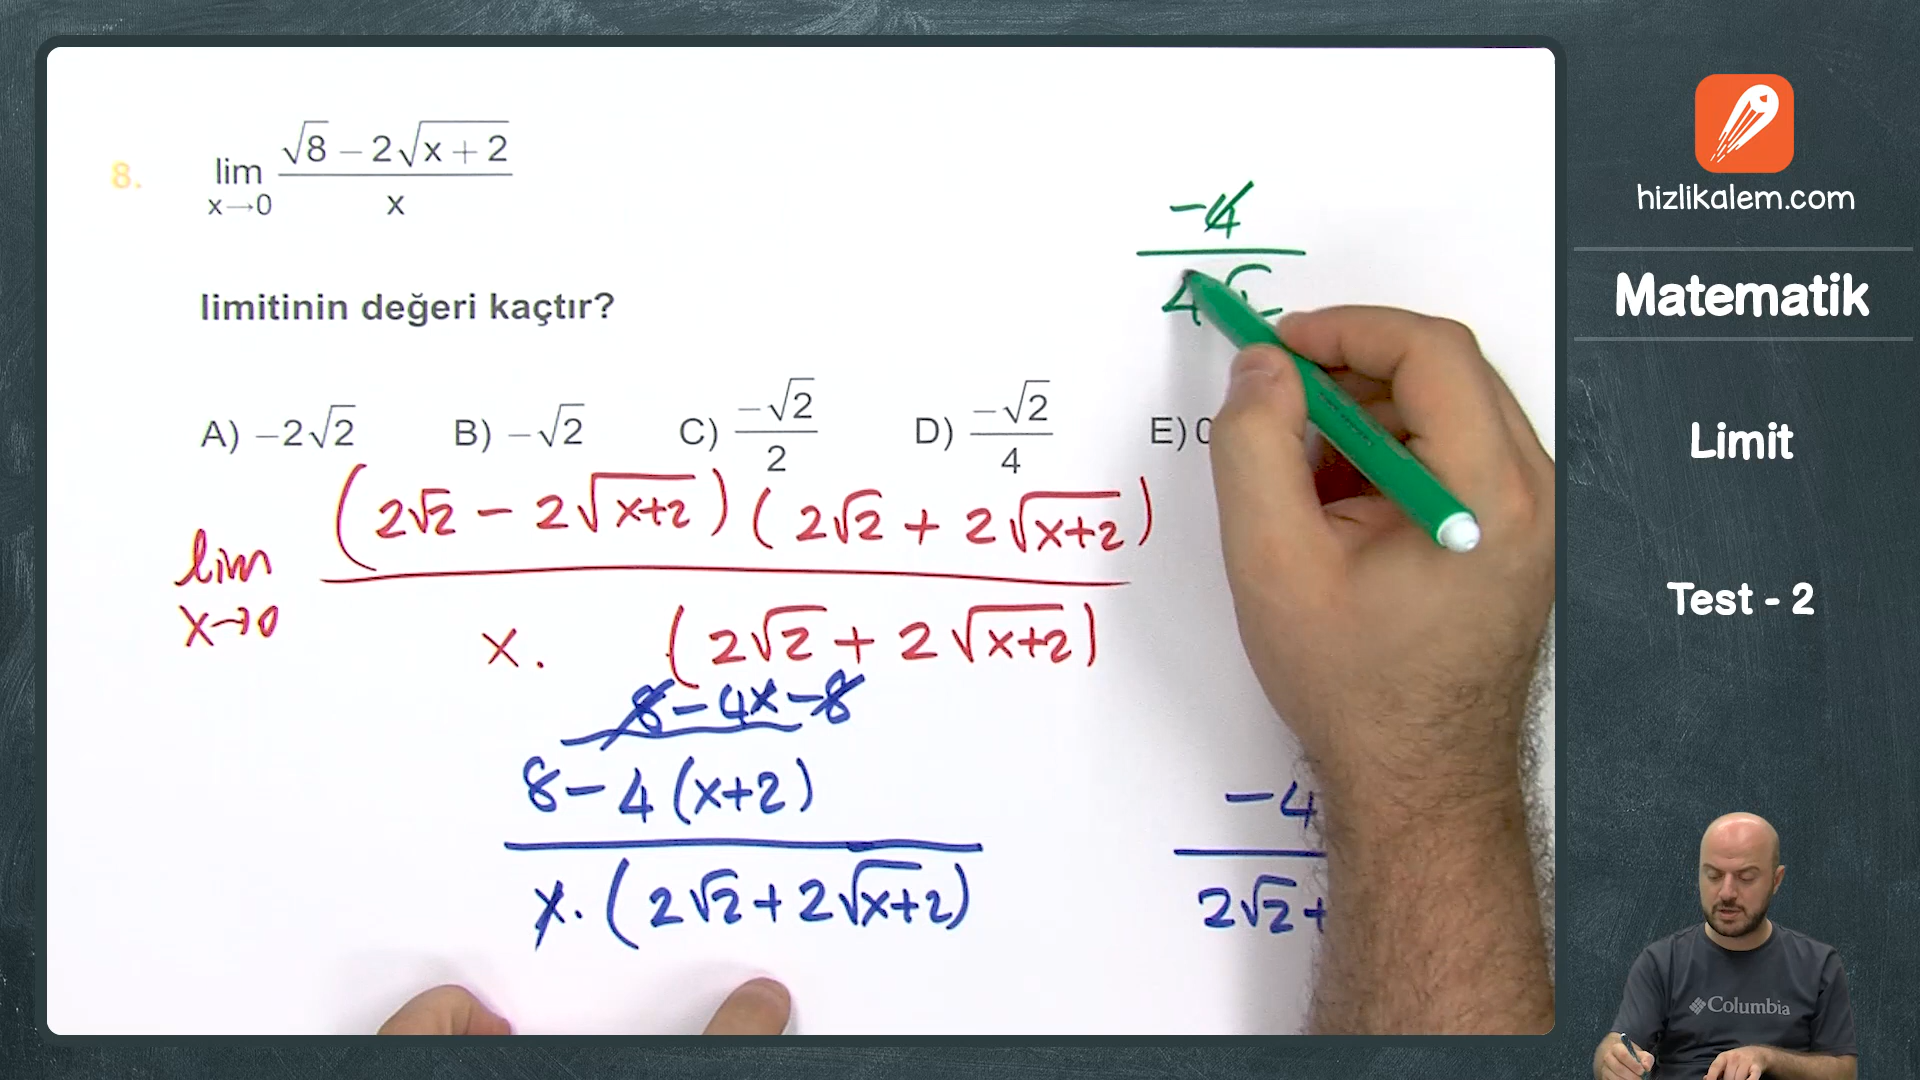 8. lim x→0 (√8 − 2√(x + 2)) / x
limitinin değeri kaçtır?
A) −2√2 B) −√2 C) −√2 / 2 D) −√2 / 4 E) 0
lim x→0 (2√2 − 2√(x+2)) (2√2 + 2√(x+2)) / x. (2√2 + 2√(x+2))
8 − 4x − 8
8 − 4(x+2)
x. (2√2 + 2√(x+2))
−4
4√
−4
2√2+
hizlikalem.com
Matematik
Limit
Test - 2
Columbia